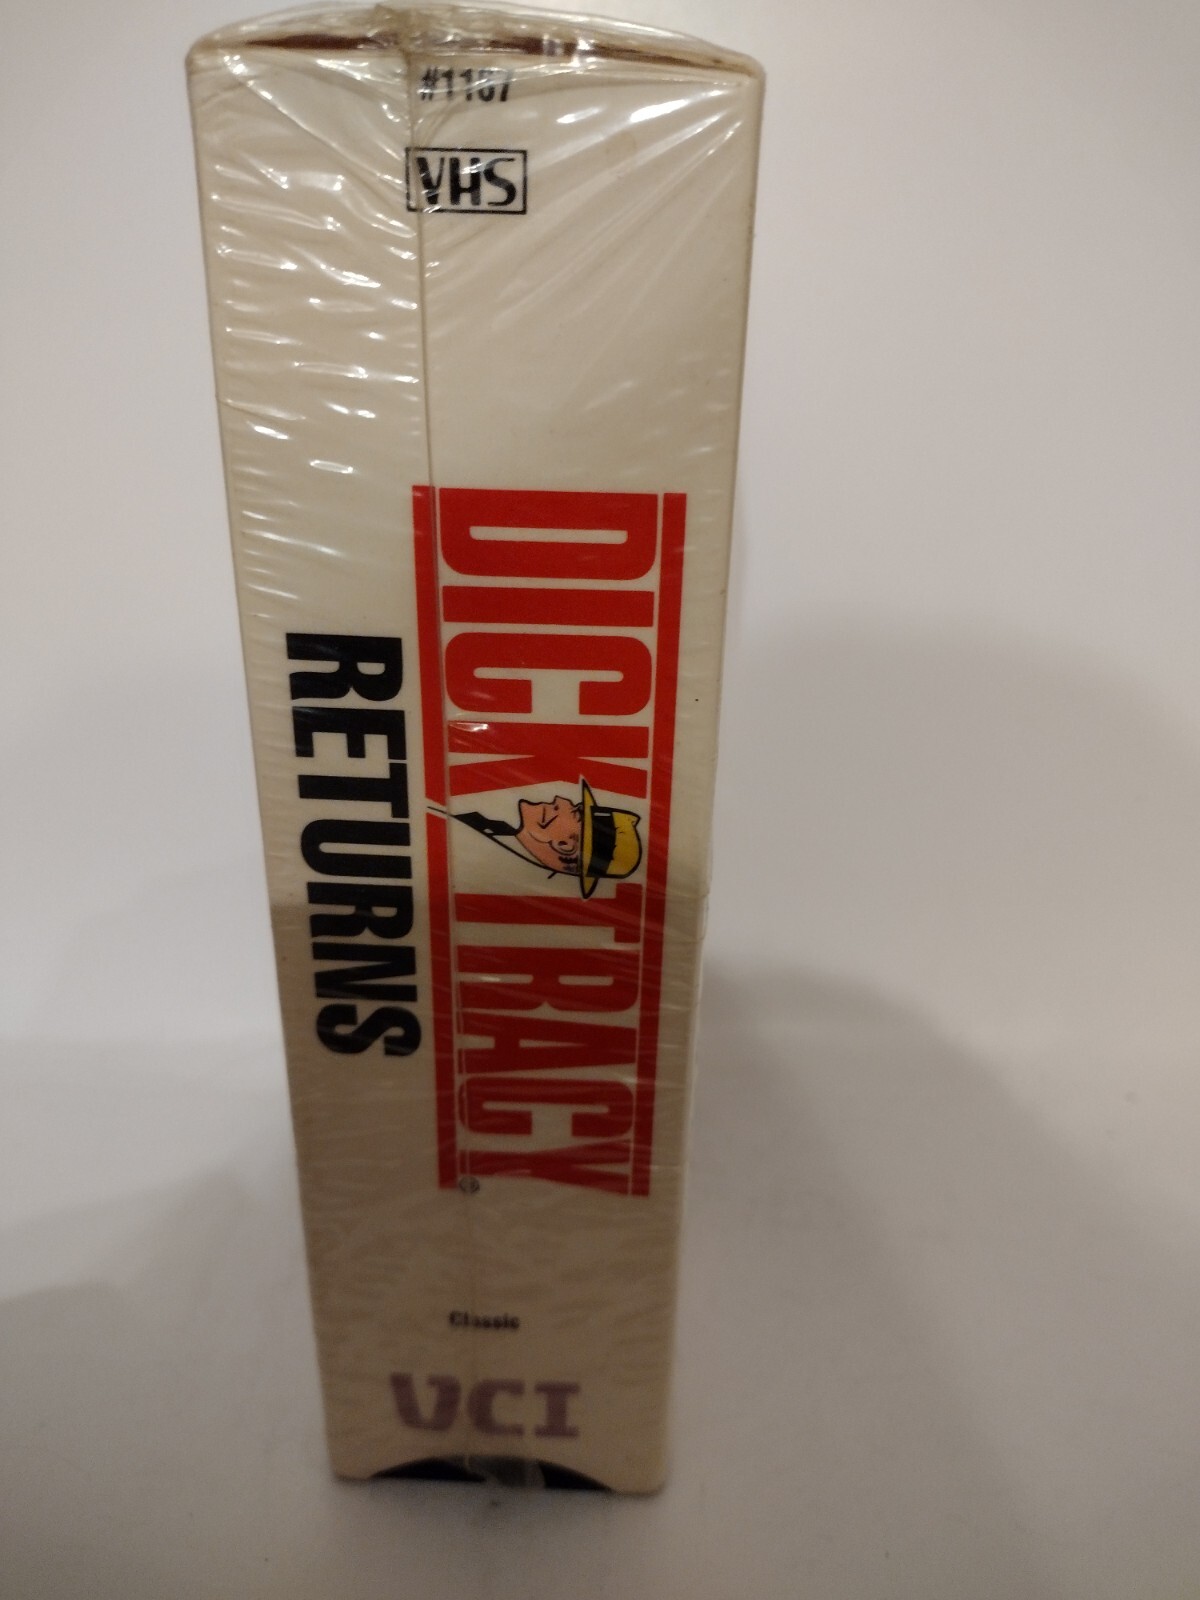 #1167
VHS
DICK TRACY®
RETURNS
Classic
VCI